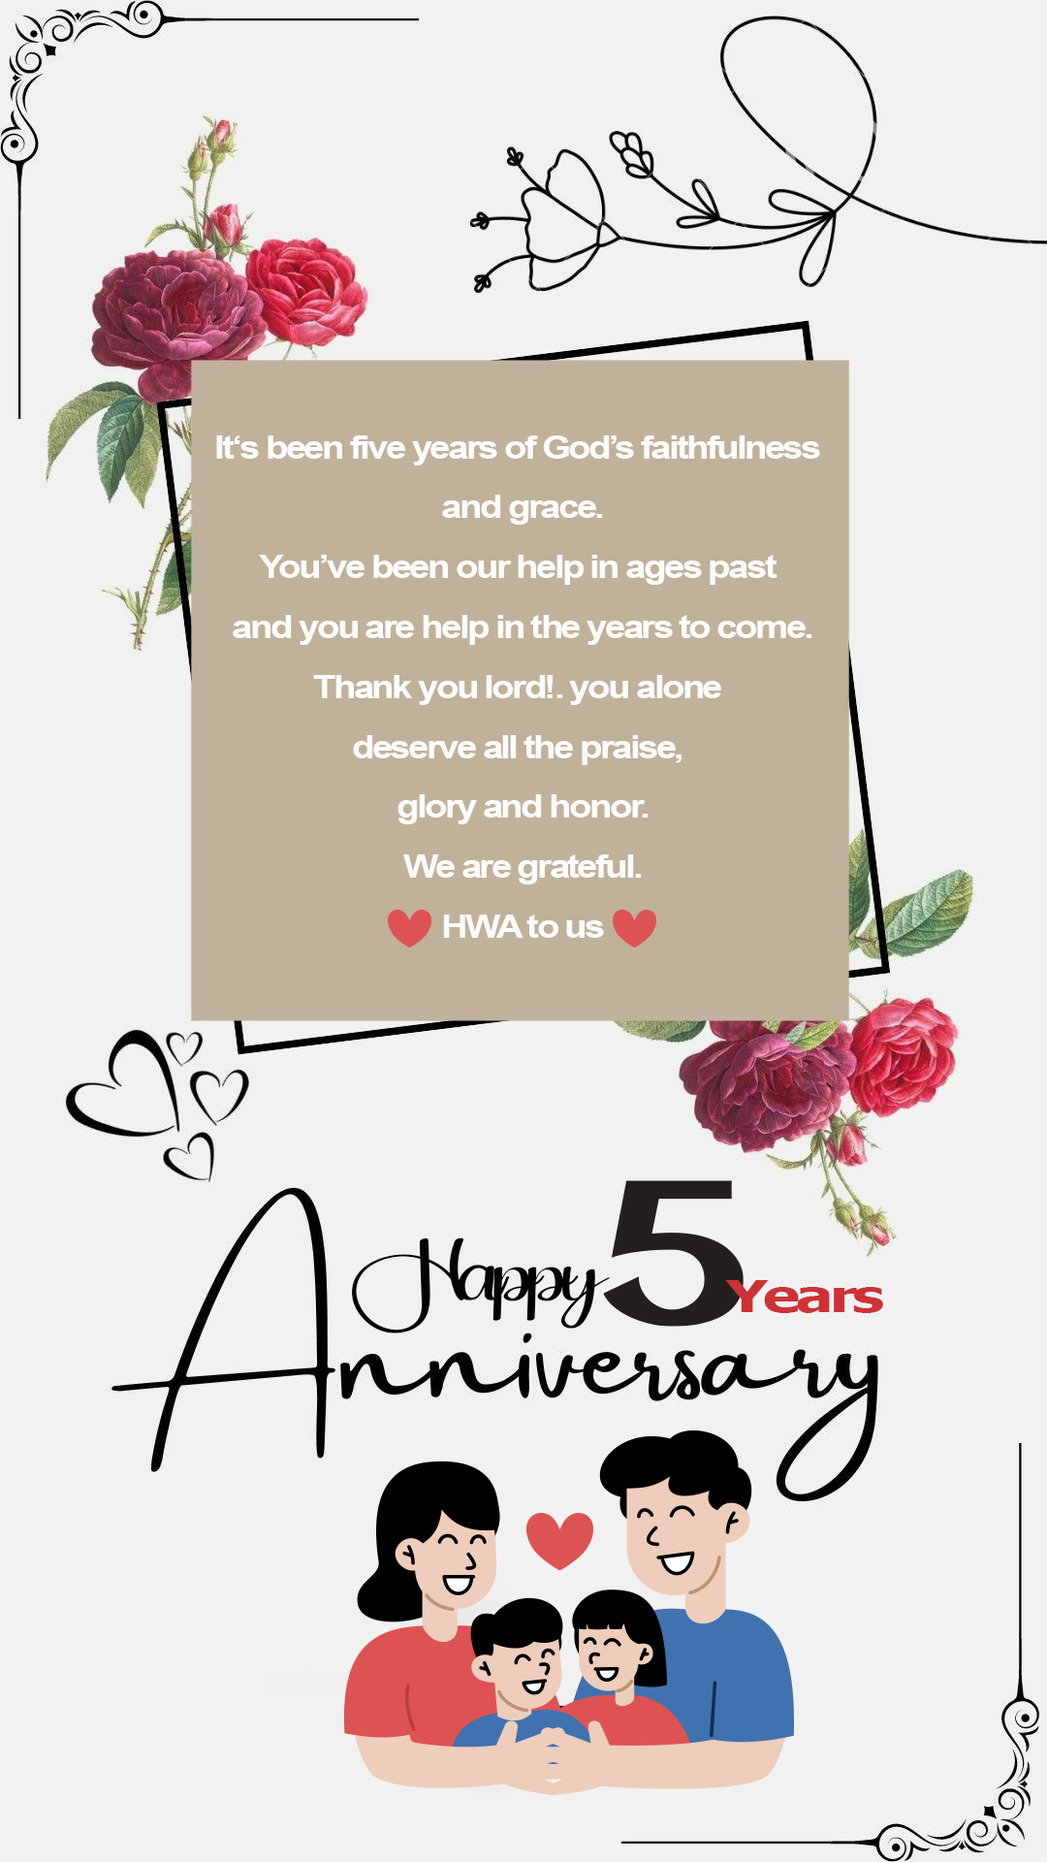 It‘s been five years of God’s faithfulness
and grace.
You’ve been our help in ages past
and you are help in the years to come.
Thank you lord!. you alone
deserve all the praise,
glory and honor.
We are grateful.
HWA to us
Happy 5 Years
Anniversary